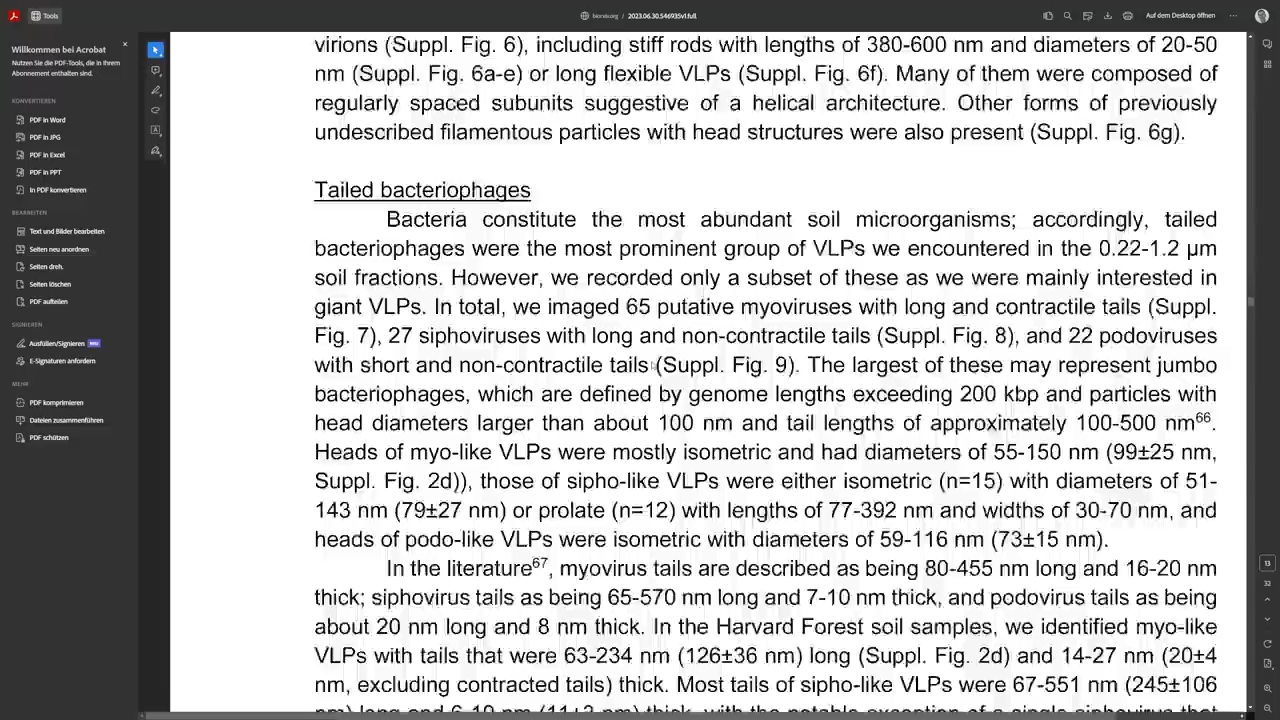 Tools
biorxiv.org / 2023.06.30.546935v1.full
Auf dem Desktop öffnen
Willkommen bei Acrobat
Nutzen Sie die PDF-Tools, die in Ihrem
Abonnement enthalten sind.
KONVERTIEREN
PDF in Word
PDF in JPG
PDF in Excel
PDF in PPT
In PDF konvertieren
BEARBEITEN
Text und Bilder bearbeiten
Seiten neu anordnen
Seiten dreh.
Seiten löschen
PDF aufteilen
SIGNIEREN
Ausfüllen/Signieren NEU
E-Signaturen anfordern
MEHR
PDF komprimieren
Dateien zusammenführen
PDF schützen
virions (Suppl. Fig. 6), including stiff rods with lengths of 380-600 nm and diameters of 20-50
nm (Suppl. Fig. 6a-e) or long flexible VLPs (Suppl. Fig. 6f). Many of them were composed of
regularly spaced subunits suggestive of a helical architecture. Other forms of previously
undescribed filamentous particles with head structures were also present (Suppl. Fig. 6g).
Tailed bacteriophages
Bacteria constitute the most abundant soil microorganisms; accordingly, tailed
bacteriophages were the most prominent group of VLPs we encountered in the 0.22-1.2 μm
soil fractions. However, we recorded only a subset of these as we were mainly interested in
giant VLPs. In total, we imaged 65 putative myoviruses with long and contractile tails (Suppl.
Fig. 7), 27 siphoviruses with long and non-contractile tails (Suppl. Fig. 8), and 22 podoviruses
with short and non-contractile tails (Suppl. Fig. 9). The largest of these may represent jumbo
bacteriophages, which are defined by genome lengths exceeding 200 kbp and particles with
head diameters larger than about 100 nm and tail lengths of approximately 100-500 nm66.
Heads of myo-like VLPs were mostly isometric and had diameters of 55-150 nm (99±25 nm,
Suppl. Fig. 2d)), those of sipho-like VLPs were either isometric (n=15) with diameters of 51-
143 nm (79±27 nm) or prolate (n=12) with lengths of 77-392 nm and widths of 30-70 nm, and
heads of podo-like VLPs were isometric with diameters of 59-116 nm (73±15 nm).
In the literature67, myovirus tails are described as being 80-455 nm long and 16-20 nm
thick; siphovirus tails as being 65-570 nm long and 7-10 nm thick, and podovirus tails as being
about 20 nm long and 8 nm thick. In the Harvard Forest soil samples, we identified myo-like
VLPs with tails that were 63-234 nm (126±36 nm) long (Suppl. Fig. 2d) and 14-27 nm (20±4
nm, excluding contracted tails) thick. Most tails of sipho-like VLPs were 67-551 nm (245±106
13
32